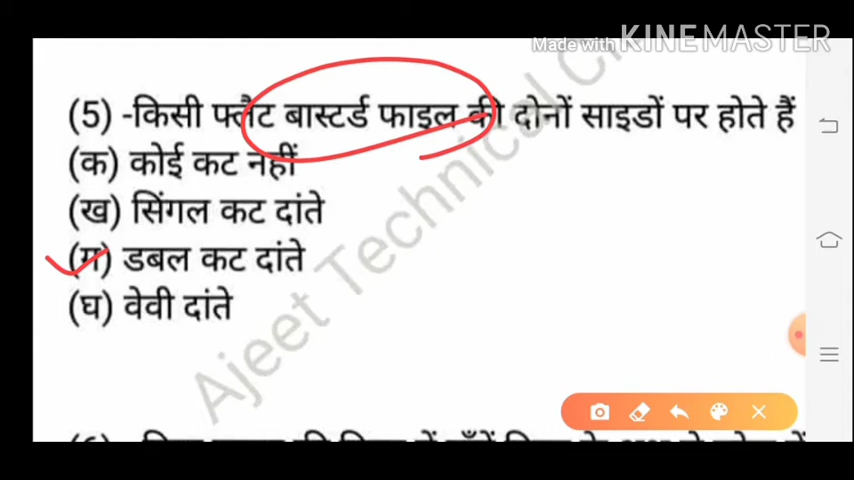 Made with KINEMASTER
(5) -किसी फ्लैट बास्टर्ड फाइल की दोनों साइडों पर होते हैं
(क) कोई कट नहीं
(ख) सिंगल कट दांते
(ग) डबल कट दांते
(घ) वेवी दांते
Ajeet Technical